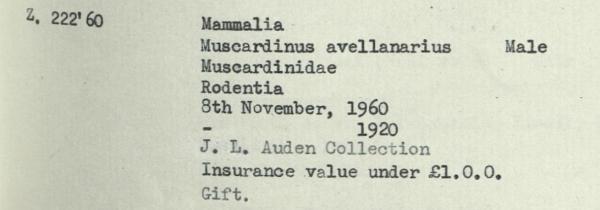 Z. 222'60 Mammalia
Muscardinus avellanarius Male
Muscardinidae
Rodentia
8th November, 1960
- 1920
J. L. Auden Collection
Insurance value under £1.0.0.
Gift.